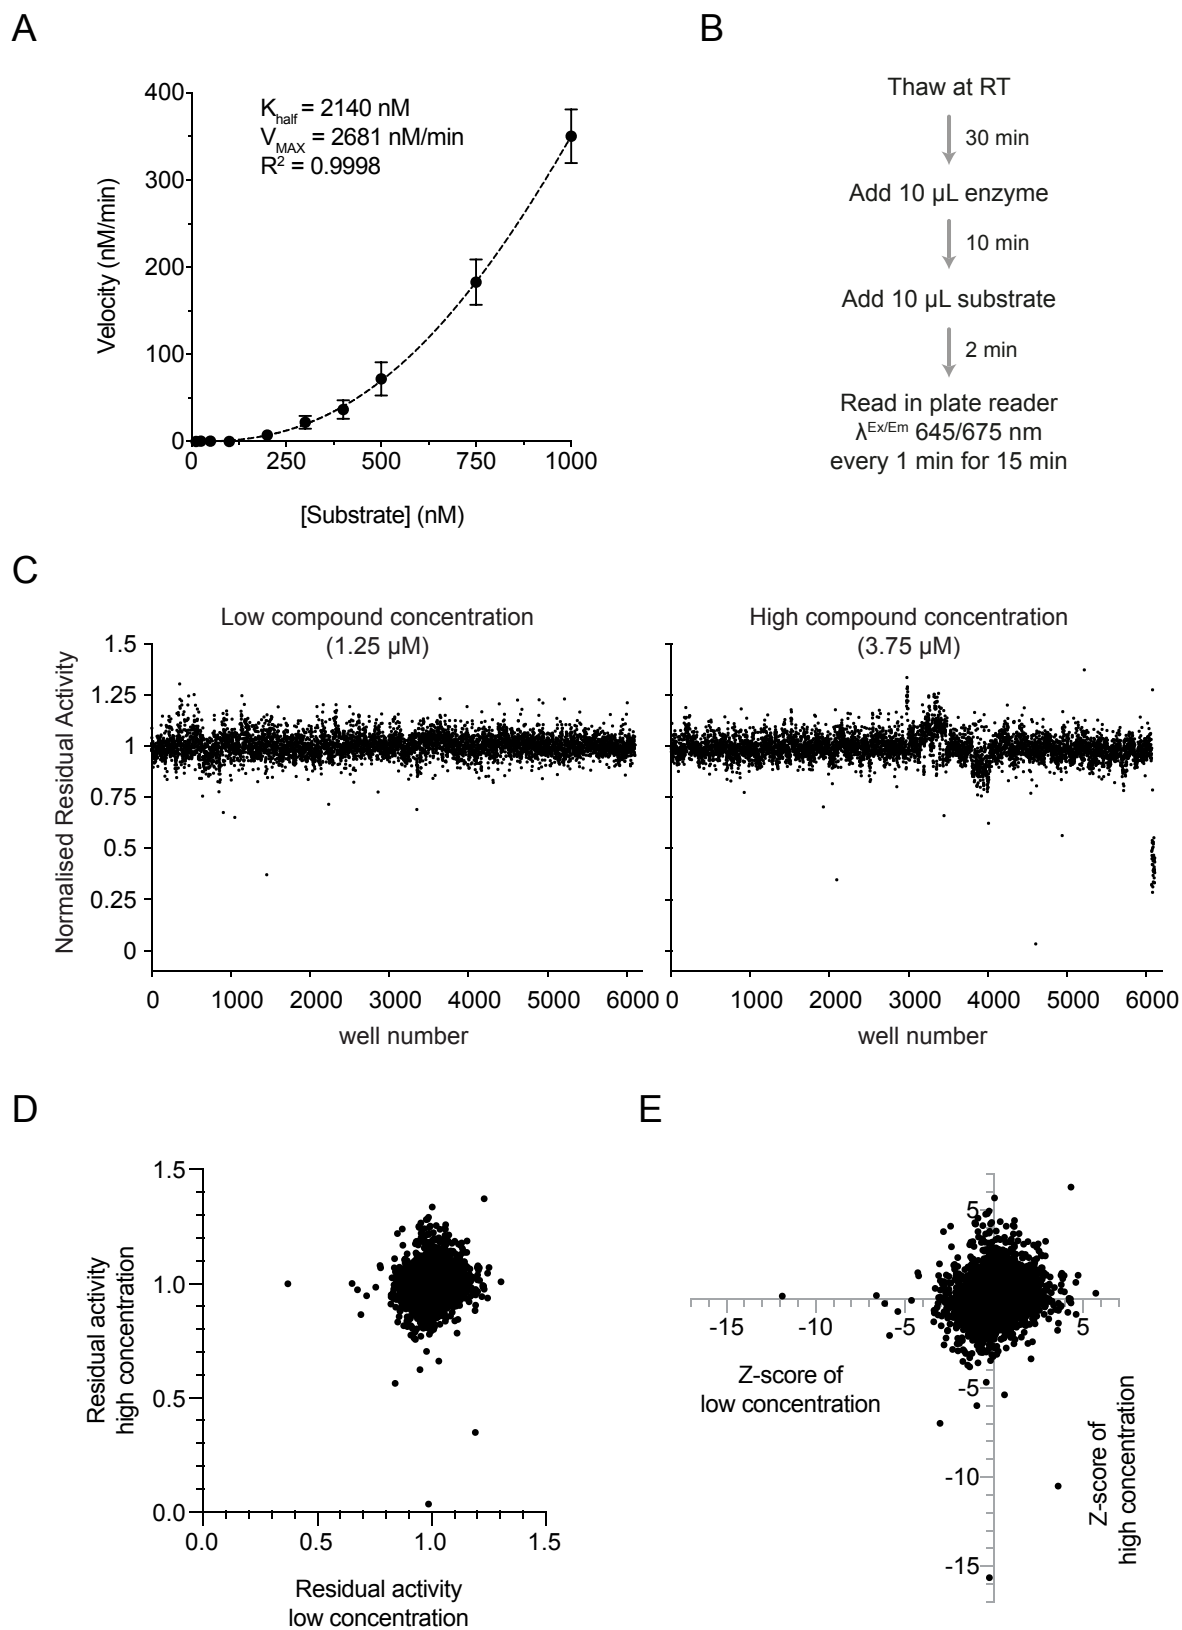 A
400
300
200
100
0
Velocity (nM/min)
K_half = 2140 nM
V_MAX = 2681 nM/min
R² = 0.9998
0 250 500 750 1000
[Substrate] (nM)
B
Thaw at RT
30 min
Add 10 µL enzyme
10 min
Add 10 µL substrate
2 min
Read in plate reader
λ^Ex/Em 645/675 nm
every 1 min for 15 min
C
Low compound concentration
(1.25 µM)
Normalised Residual Activity
1.5
1.25
1
0.75
0.5
0.25
0
0 1000 2000 3000 4000 5000 6000
well number
High compound concentration
(3.75 µM)
0 1000 2000 3000 4000 5000 6000
well number
D
1.5
1.0
0.5
0.0
Residual activity
high concentration
0.0 0.5 1.0 1.5
Residual activity
low concentration
E
5
-15 -10 -5 5
-5
-10
-15
Z-score of
low concentration
Z-score of
high concentration